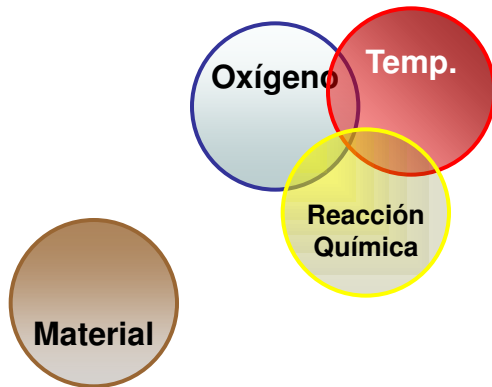 Oxígeno
Temp.
Reacción
Química
Material